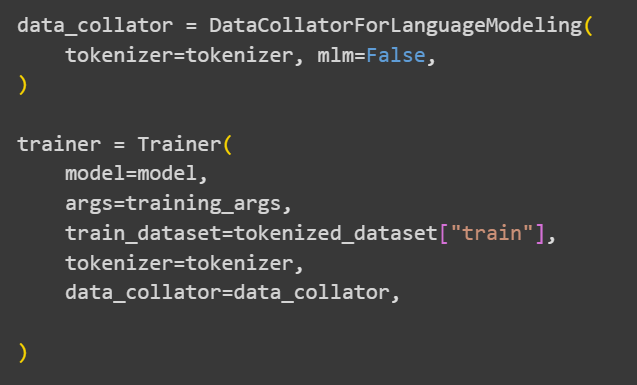 data_collator = DataCollatorForLanguageModeling(
    tokenizer=tokenizer, mlm=False,
)
trainer = Trainer(
    model=model,
    args=training_args,
    train_dataset=tokenized_dataset["train"],
    tokenizer=tokenizer,
    data_collator=data_collator,
)